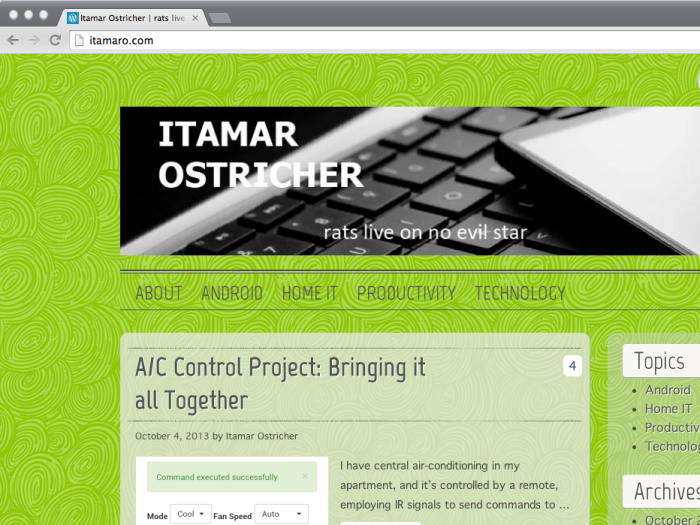 Itamar Ostricher | rats live
itamaro.com
ITAMAR
OSTRICHER
rats live on no evil star
ABOUT ANDROID HOME IT PRODUCTIVITY TECHNOLOGY
A/C Control Project: Bringing it
all Together
4
October 4, 2013 by Itamar Ostricher
Command executed successfully ×
Mode Cool Fan Speed Auto
I have central air-conditioning in my
apartment, and it's controlled by a remote,
employing IR signals to send commands to ...
Topics
Android
Home IT
Productiv
Technolog
Archives
October